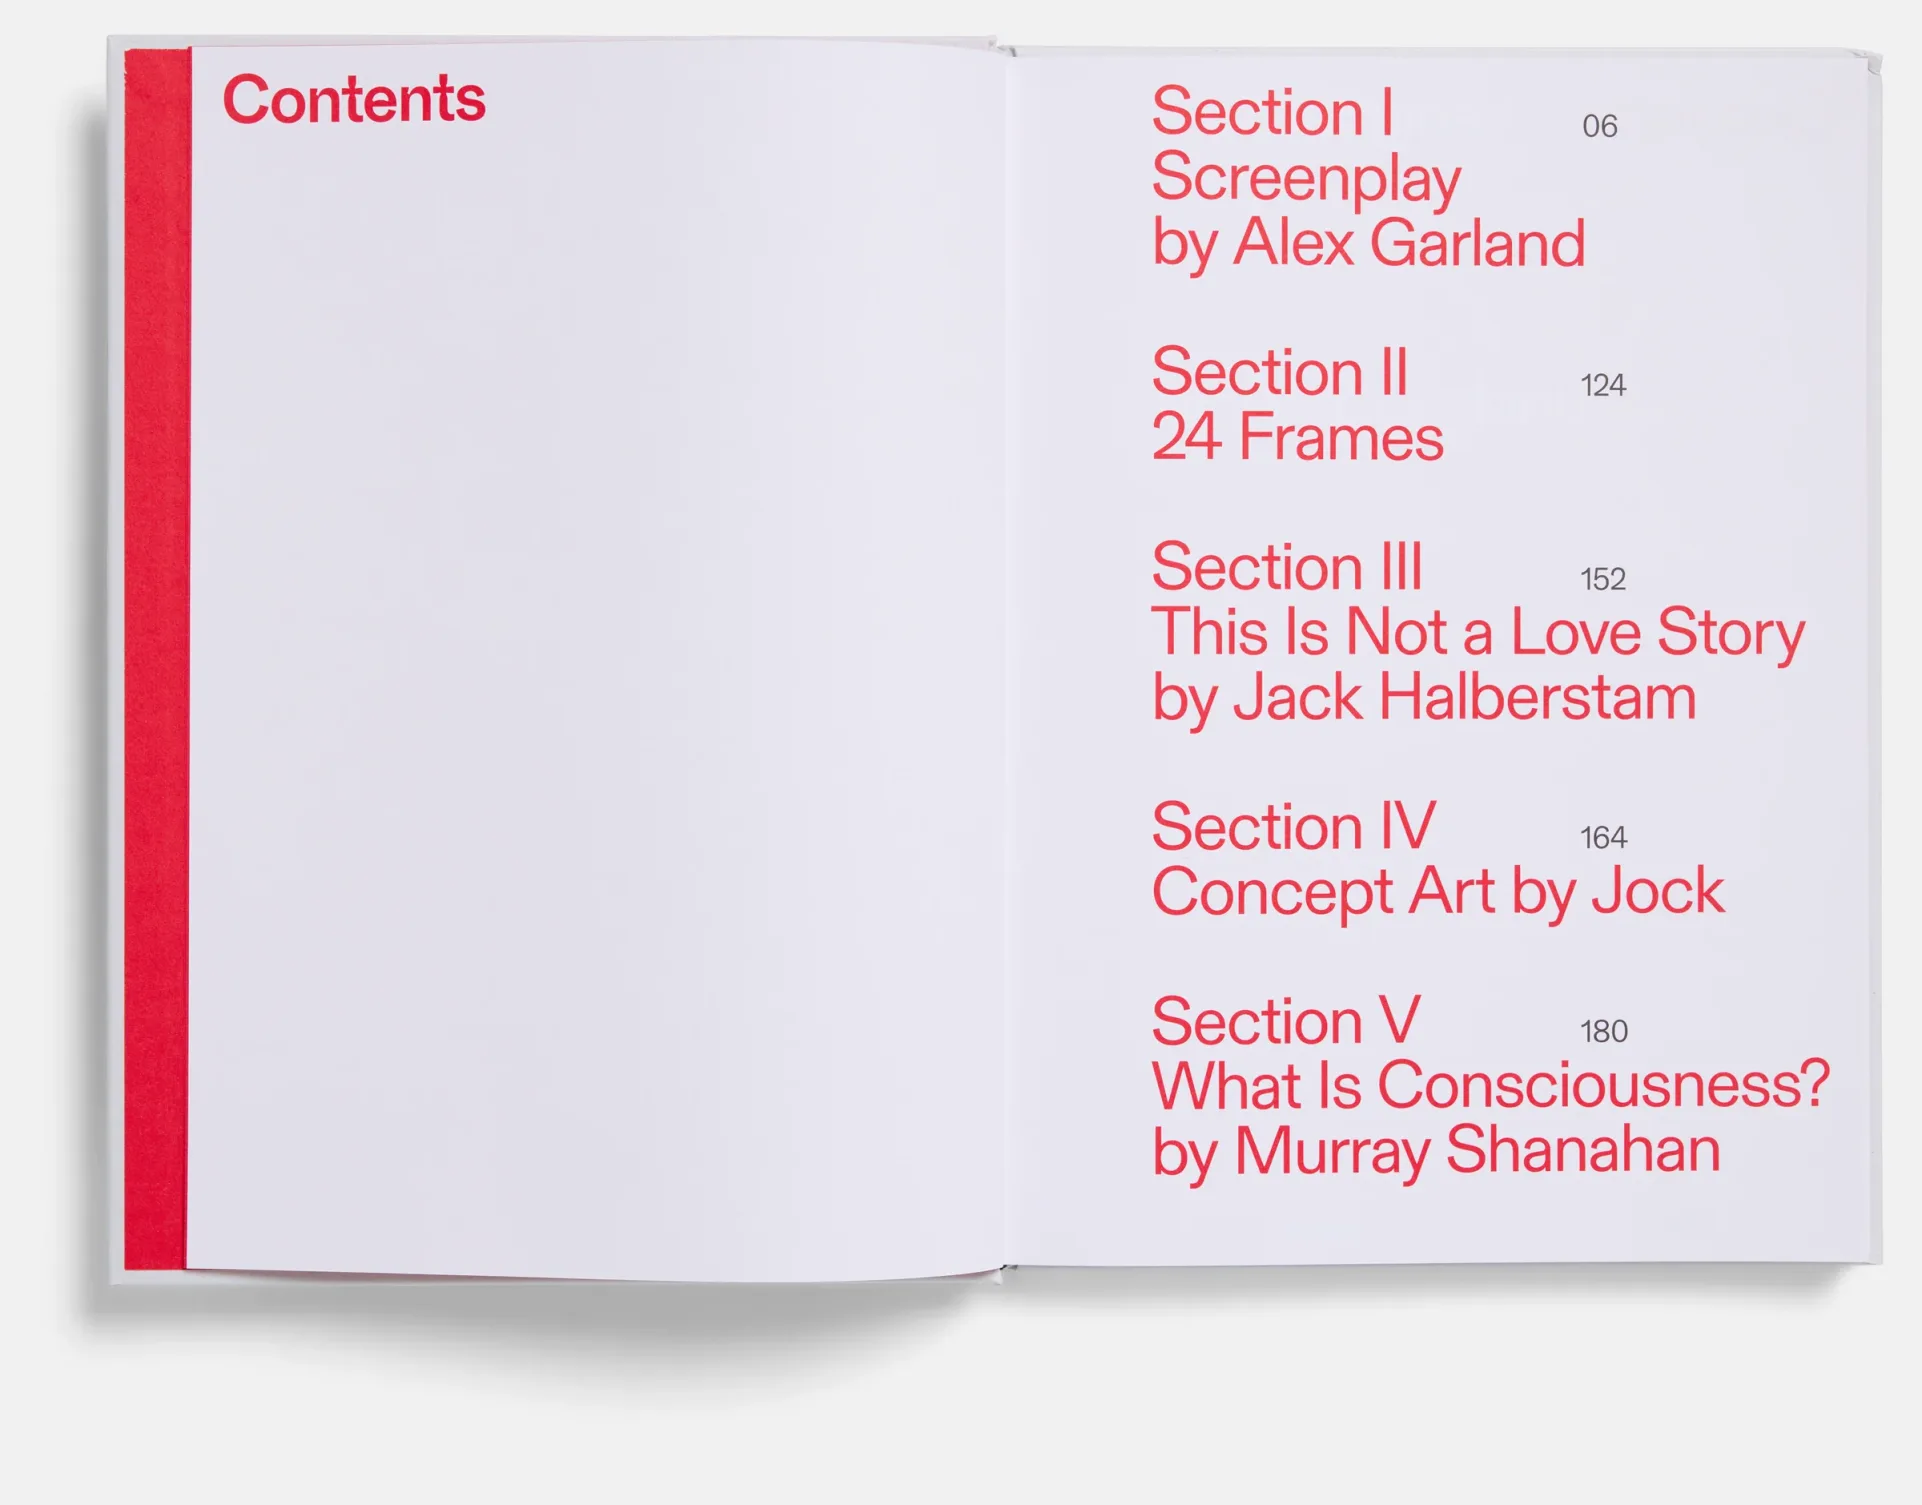 Contents
Section I
06
Screenplay
by Alex Garland
Section II
124
24 Frames
Section III
152
This Is Not a Love Story
by Jack Halberstam
Section IV
164
Concept Art by Jock
Section V
180
What Is Consciousness?
by Murray Shanahan